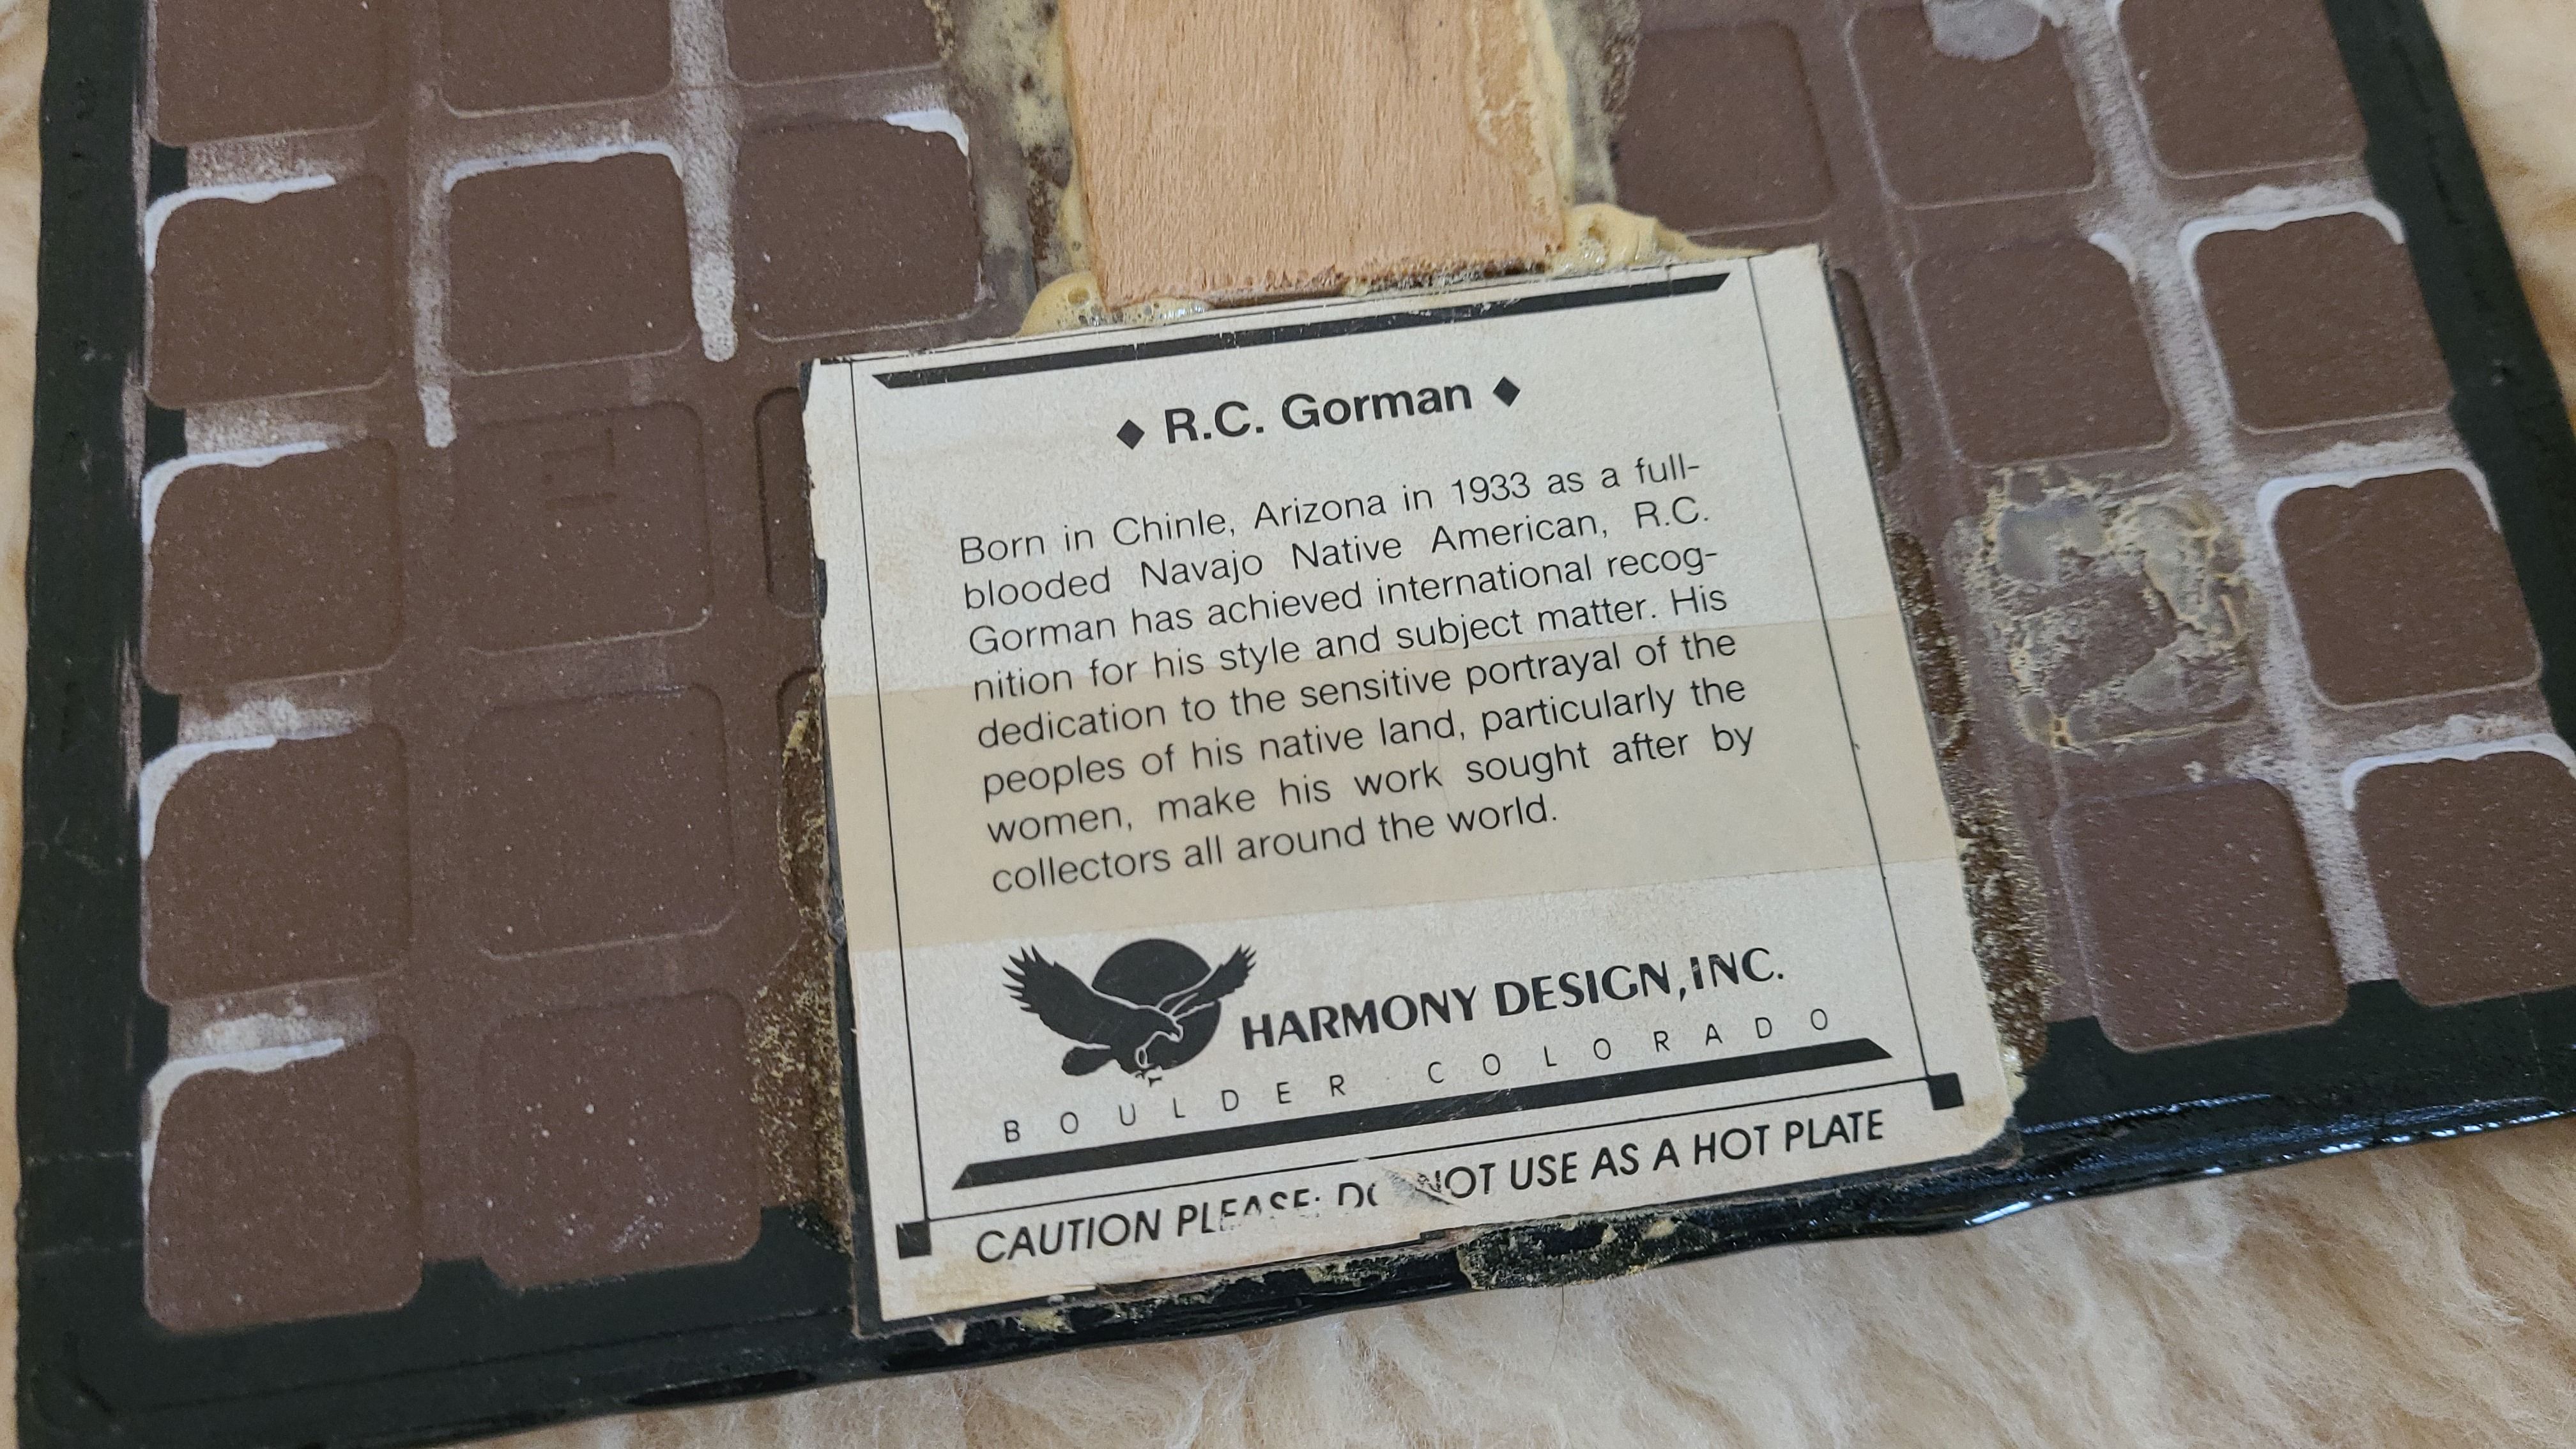 ◆ R.C. Gorman ◆
Born in Chinle, Arizona in 1933 as a full-
blooded Navajo Native American, R.C.
Gorman has achieved international recog-
nition for his style and subject matter. His
dedication to the sensitive portrayal of the
peoples of his native land, particularly the
women, make his work sought after by
collectors all around the world.
HARMONY DESIGN, INC.
BOULDER COLORADO
CAUTION PLEASE: DO NOT USE AS A HOT PLATE